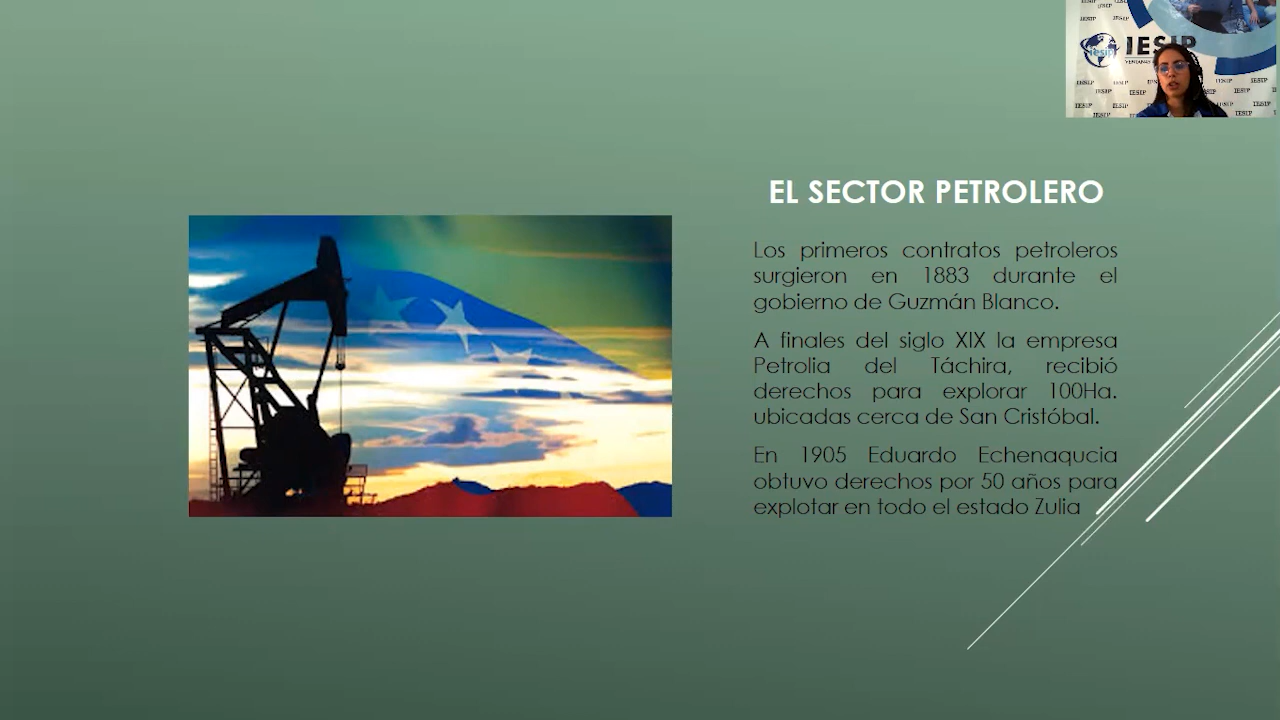 IESIP
EL SECTOR PETROLERO
Los primeros contratos petroleros
surgieron en 1883 durante el
gobierno de Guzmán Blanco.
A finales del siglo XIX la empresa
Petrolia del Táchira, recibió
derechos para explorar 100Ha.
ubicadas cerca de San Cristóbal.
En 1905 Eduardo Echenaqucia
obtuvo derechos por 50 años para
explotar en todo el estado Zulia